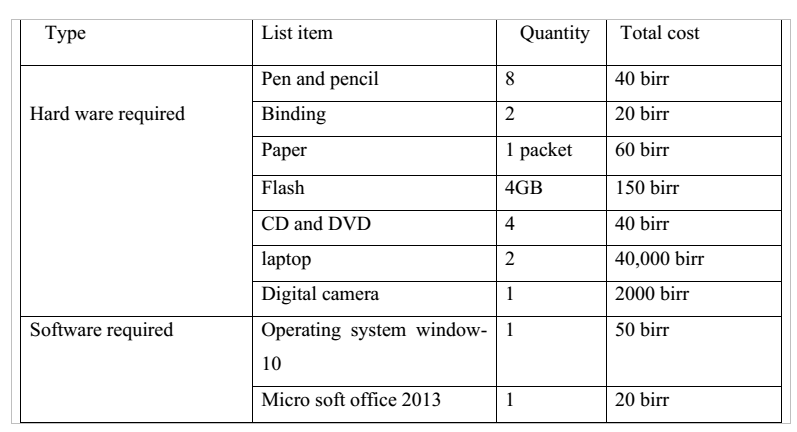 Type List item Quantity Total cost
Pen and pencil 8 40 birr
Hard ware required Binding 2 20 birr
Paper 1 packet 60 birr
Flash 4GB 150 birr
CD and DVD 4 40 birr
laptop 2 40,000 birr
Digital camera 1 2000 birr
Software required Operating system window- 1 50 birr
10
Micro soft office 2013 1 20 birr